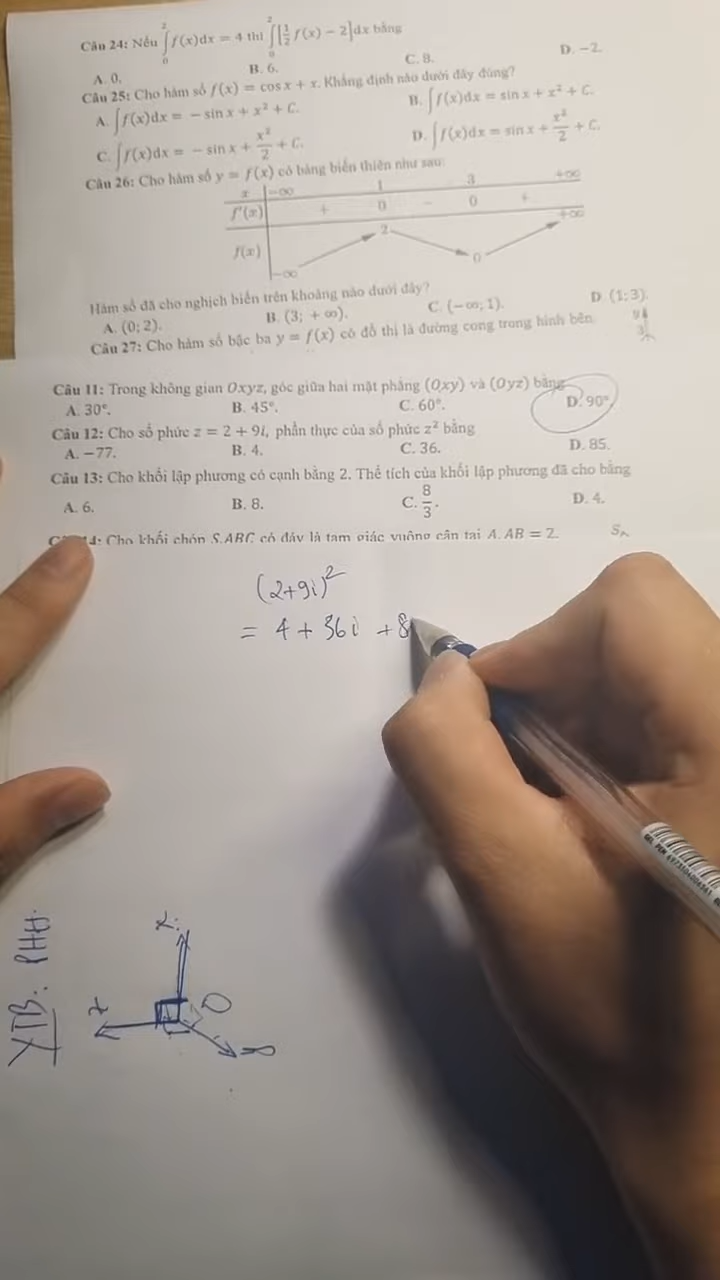 Câu 24: Nếu ∫₀² f(x)dx = 4 thì ∫₀² [½ f(x) − 2]dx bằng
A. 0. B. 6. C. 8. D. −2.
Câu 25: Cho hàm số f(x) = cos x + x. Khẳng định nào dưới đây đúng?
A. ∫f(x)dx = − sin x + x² + C. B. ∫f(x)dx = sin x + x² + C.
C. ∫f(x)dx = − sin x + x²/2 + C. D. ∫f(x)dx = sin x + x²/2 + C.
Câu 26: Cho hàm số y = f(x) có bảng biến thiên như sau:
x −∞ 1 3 +∞
f'(x) + 0 − 0 +
f(x) −∞ 2 0 +∞
Hàm số đã cho nghịch biến trên khoảng nào dưới đây?
A. (0; 2). B. (3; +∞). C. (−∞; 1). D. (1; 3).
Câu 27: Cho hàm số bậc ba y = f(x) có đồ thị là đường cong trong hình bên.
Câu 11: Trong không gian Oxyz, góc giữa hai mặt phẳng (Oxy) và (Oyz) bằng
A. 30°. B. 45°. C. 60°. D. 90°.
Câu 12: Cho số phức z = 2 + 9i, phần thực của số phức z² bằng
A. −77. B. 4. C. 36. D. 85.
Câu 13: Cho khối lập phương có cạnh bằng 2. Thể tích của khối lập phương đã cho bằng
A. 6. B. 8. C. 8/3. D. 4.
4: Cho khối chóp S.ABC có đáy là tam giác vuông cân tại A, AB = 2. S
(2+9i)²
= 4 + 36i + 8
YTB: PHH
O
GEL PEN